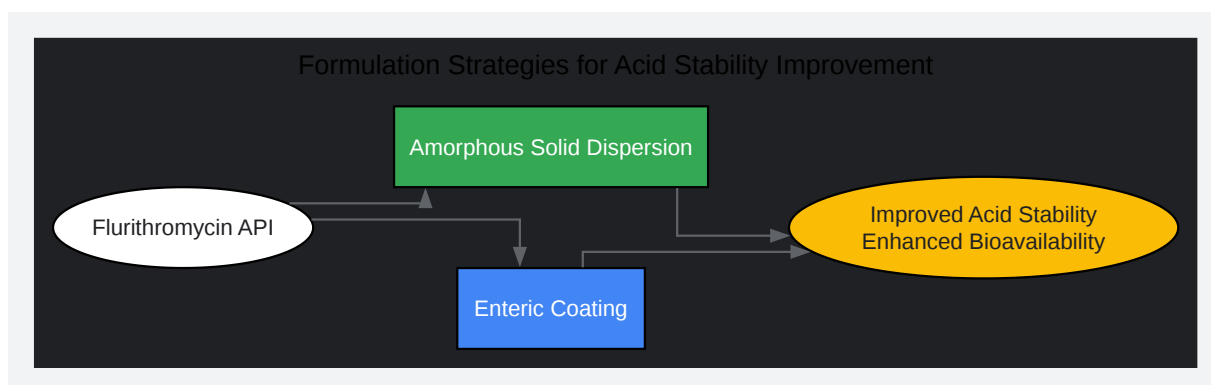 Formulation Strategies for Acid Stability Improvement
Amorphous Solid Dispersion
Flurithromycin API
Improved Acid Stability
Enhanced Bioavailability
Enteric Coating